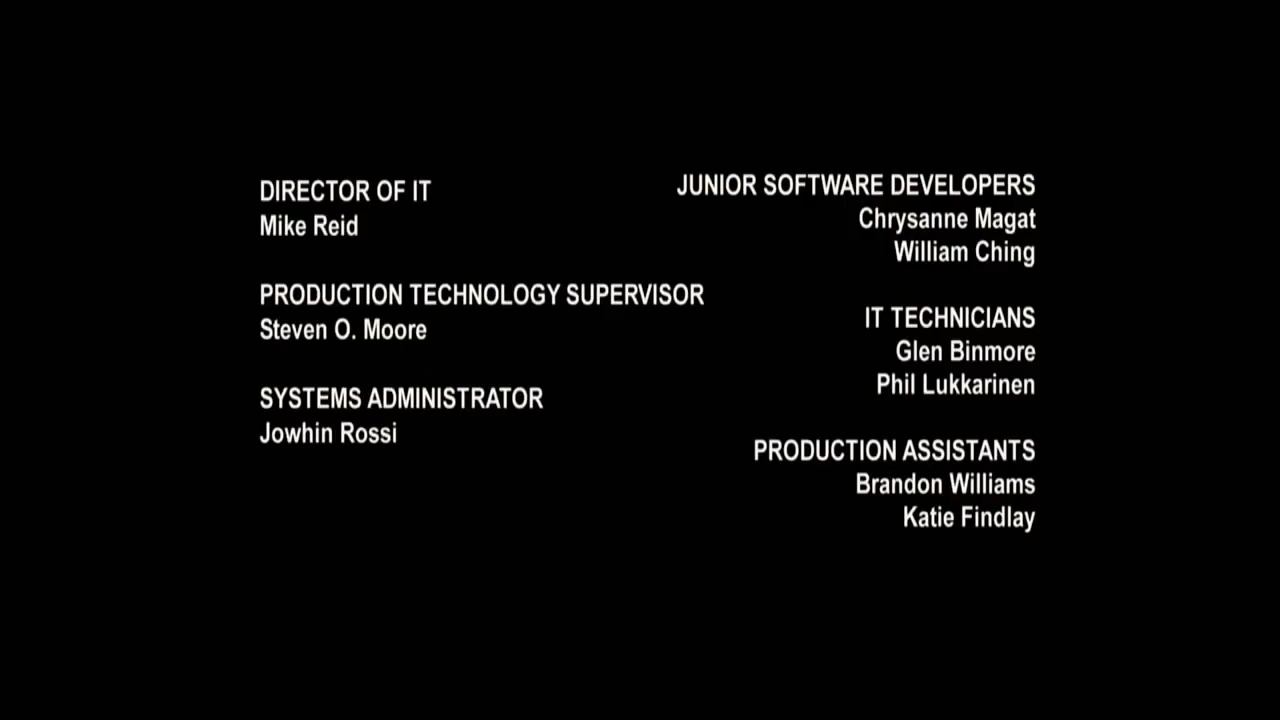 DIRECTOR OF IT
Mike Reid
PRODUCTION TECHNOLOGY SUPERVISOR
Steven O. Moore
SYSTEMS ADMINISTRATOR
Jowhin Rossi
JUNIOR SOFTWARE DEVELOPERS
Chrysanne Magat
William Ching
IT TECHNICIANS
Glen Binmore
Phil Lukkarinen
PRODUCTION ASSISTANTS
Brandon Williams
Katie Findlay